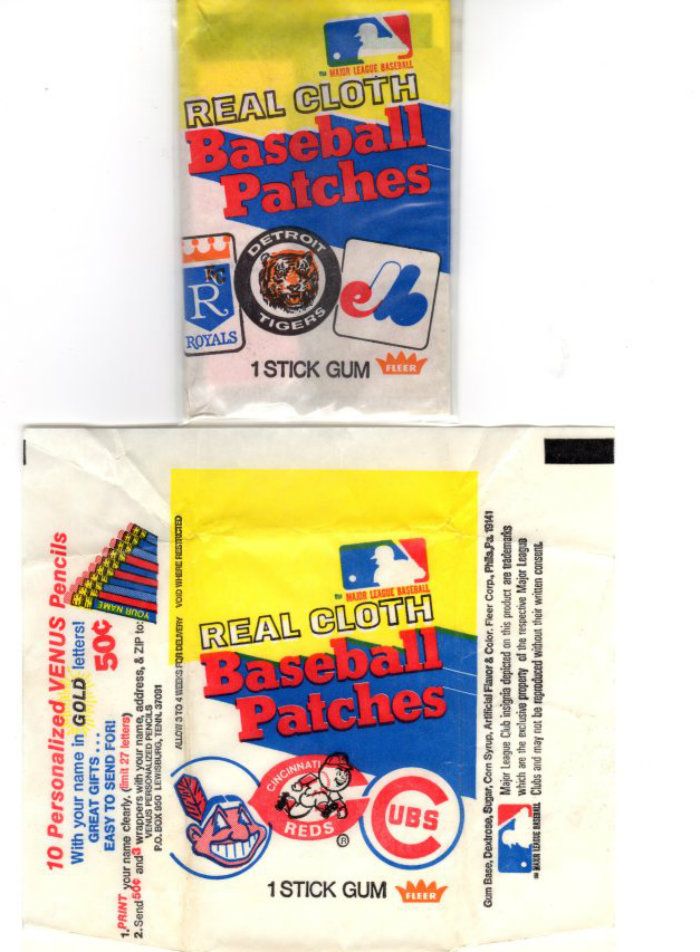 ™ MAJOR LEAGUE BASEBALL
REAL CLOTH
Baseball
Patches
KC
R
ROYALS
DETROIT
TIGERS
eb
1 STICK GUM FLEER
10 Personalized VENUS Pencils
With your name in GOLD letters!
GREAT GIFTS . . . 50¢
EASY TO SEND FOR!
1. PRINT your name clearly. (limit 27 letters)
2. Send 50¢ and 3 wrappers with your name, address, & ZIP to:
VENUS PERSONALIZED PENCILS
P.O. BOX 950 LEWISBURG, TENN. 37091
YOUR NAME
ALLOW 3 TO 4 WEEKS FOR DELIVERY VOID WHERE RESTRICTED
™ MAJOR LEAGUE BASEBALL
REAL CLOTH
Baseball
Patches
CINCINNATI
REDS
®
CUBS
1 STICK GUM FLEER
Gum Base, Dextrose, Sugar, Corn Syrup, Artificial Flavor & Color. Fleer Corp., Phila., Pa. 19141
Major League Club insignia depicted on this product are trademarks
which are the exclusive property of the respective Major League
Clubs and may not be reproduced without their written consent.
™ MAJOR LEAGUE BASEBALL